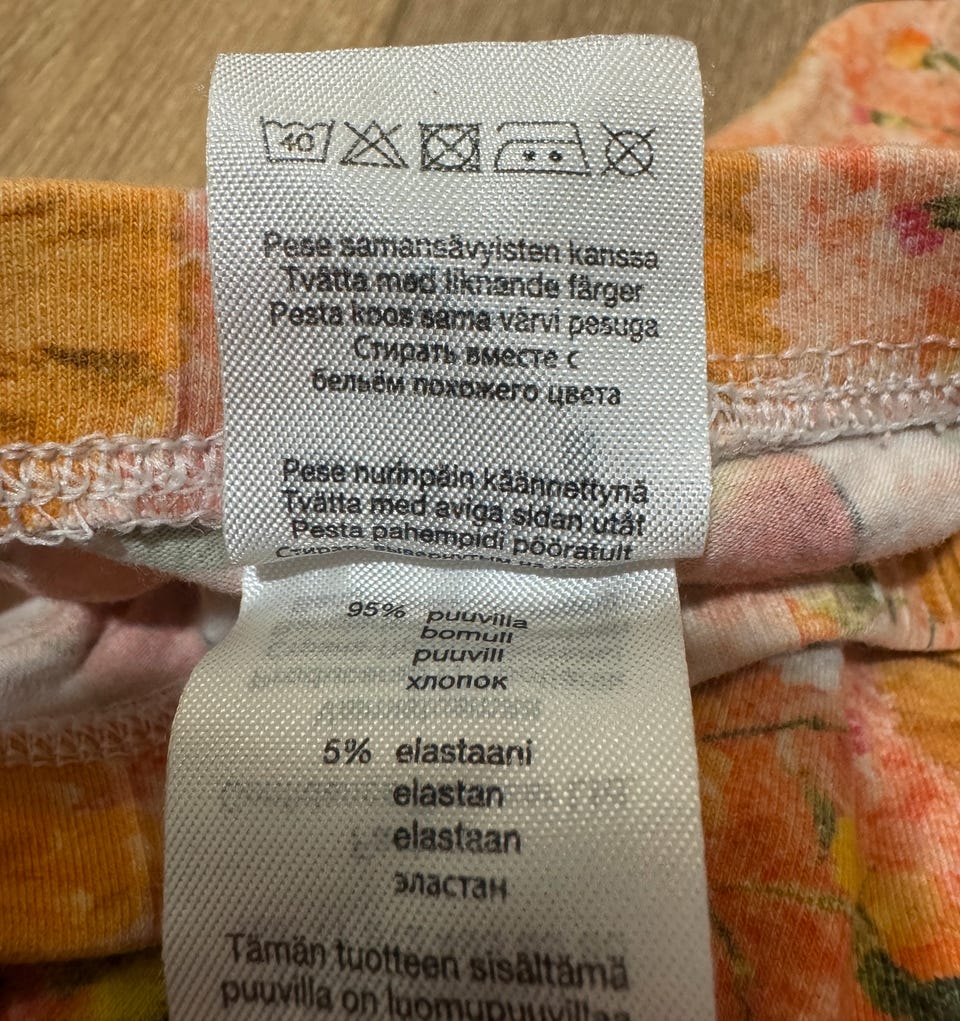 40
Pese samansävyisten kanssa
Tvätta med liknande färger
Pesta koos sama värvi pesuga
Стирать вместе с
бельём похожего цвета
Pese nurinpäin käännettynä
Tvätta med aviga sidan utåt
Pesta pahempidi pööratult
Стирать
95% puuvilla
bomull
puuvill
хлопок
5% elastaani
elastan
elastaan
эластан
Tämän tuotteen sisältämä
puuvilla on luomupuuvillaa